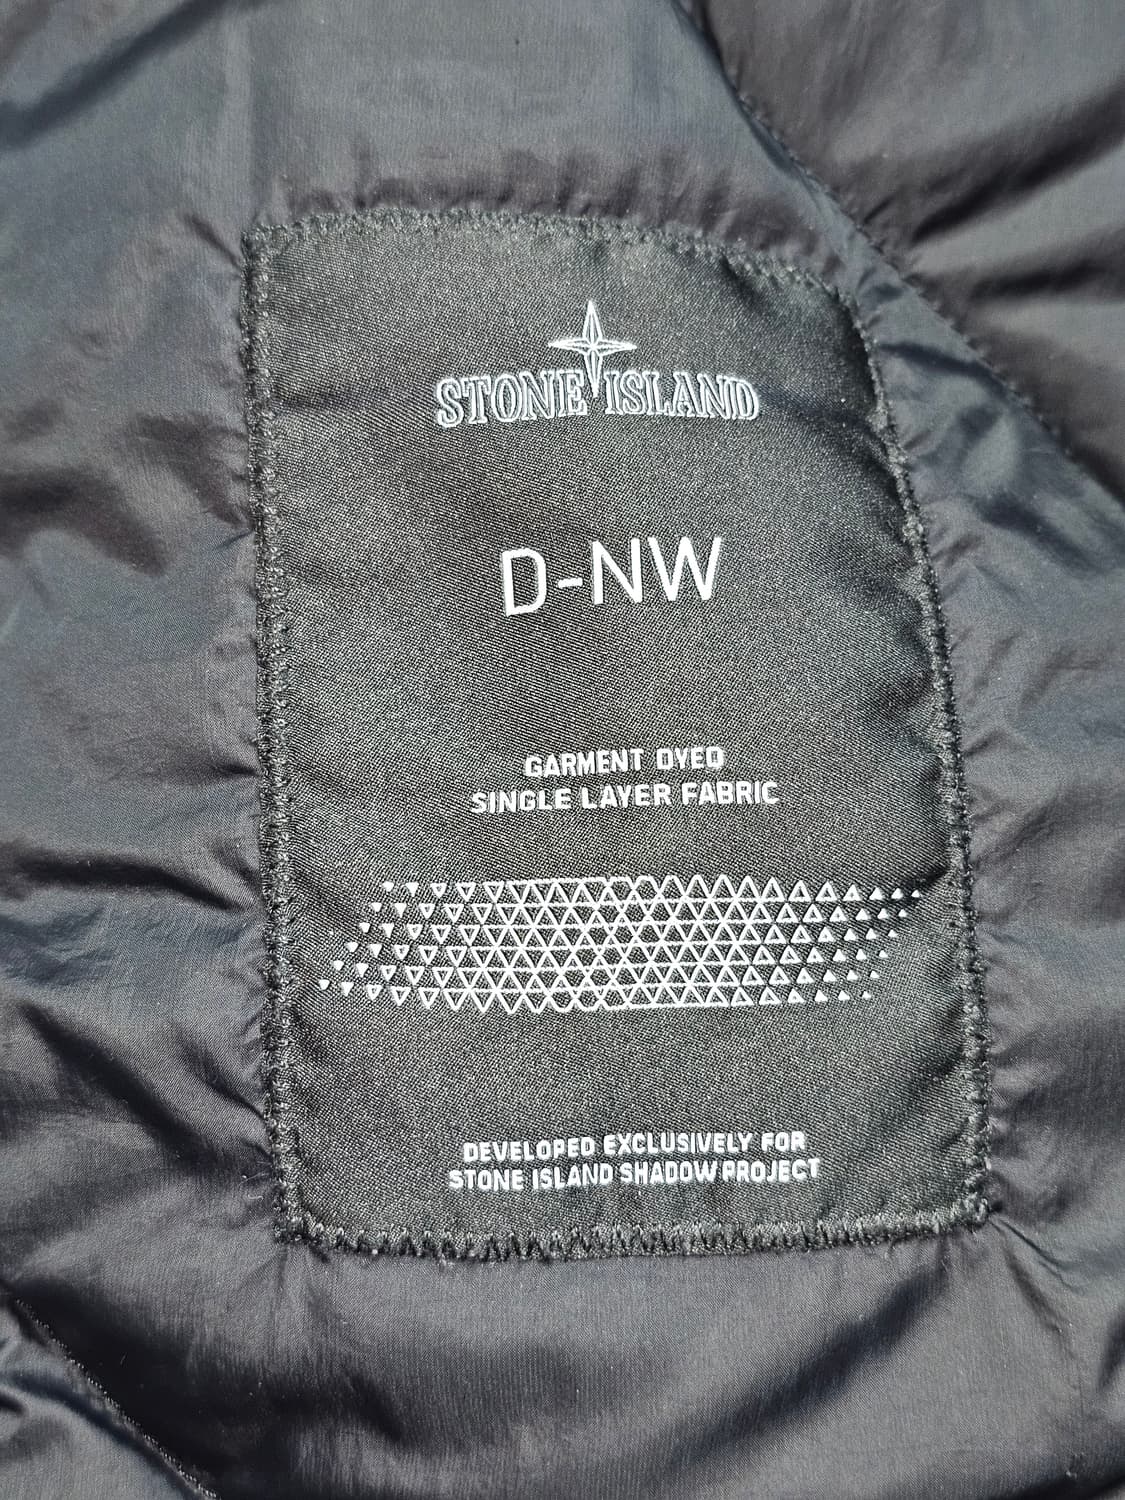 STONE ISLAND
D-NW
GARMENT DYED
SINGLE LAYER FABRIC
DEVELOPED EXCLUSIVELY FOR
STONE ISLAND SHADOW PROJECT